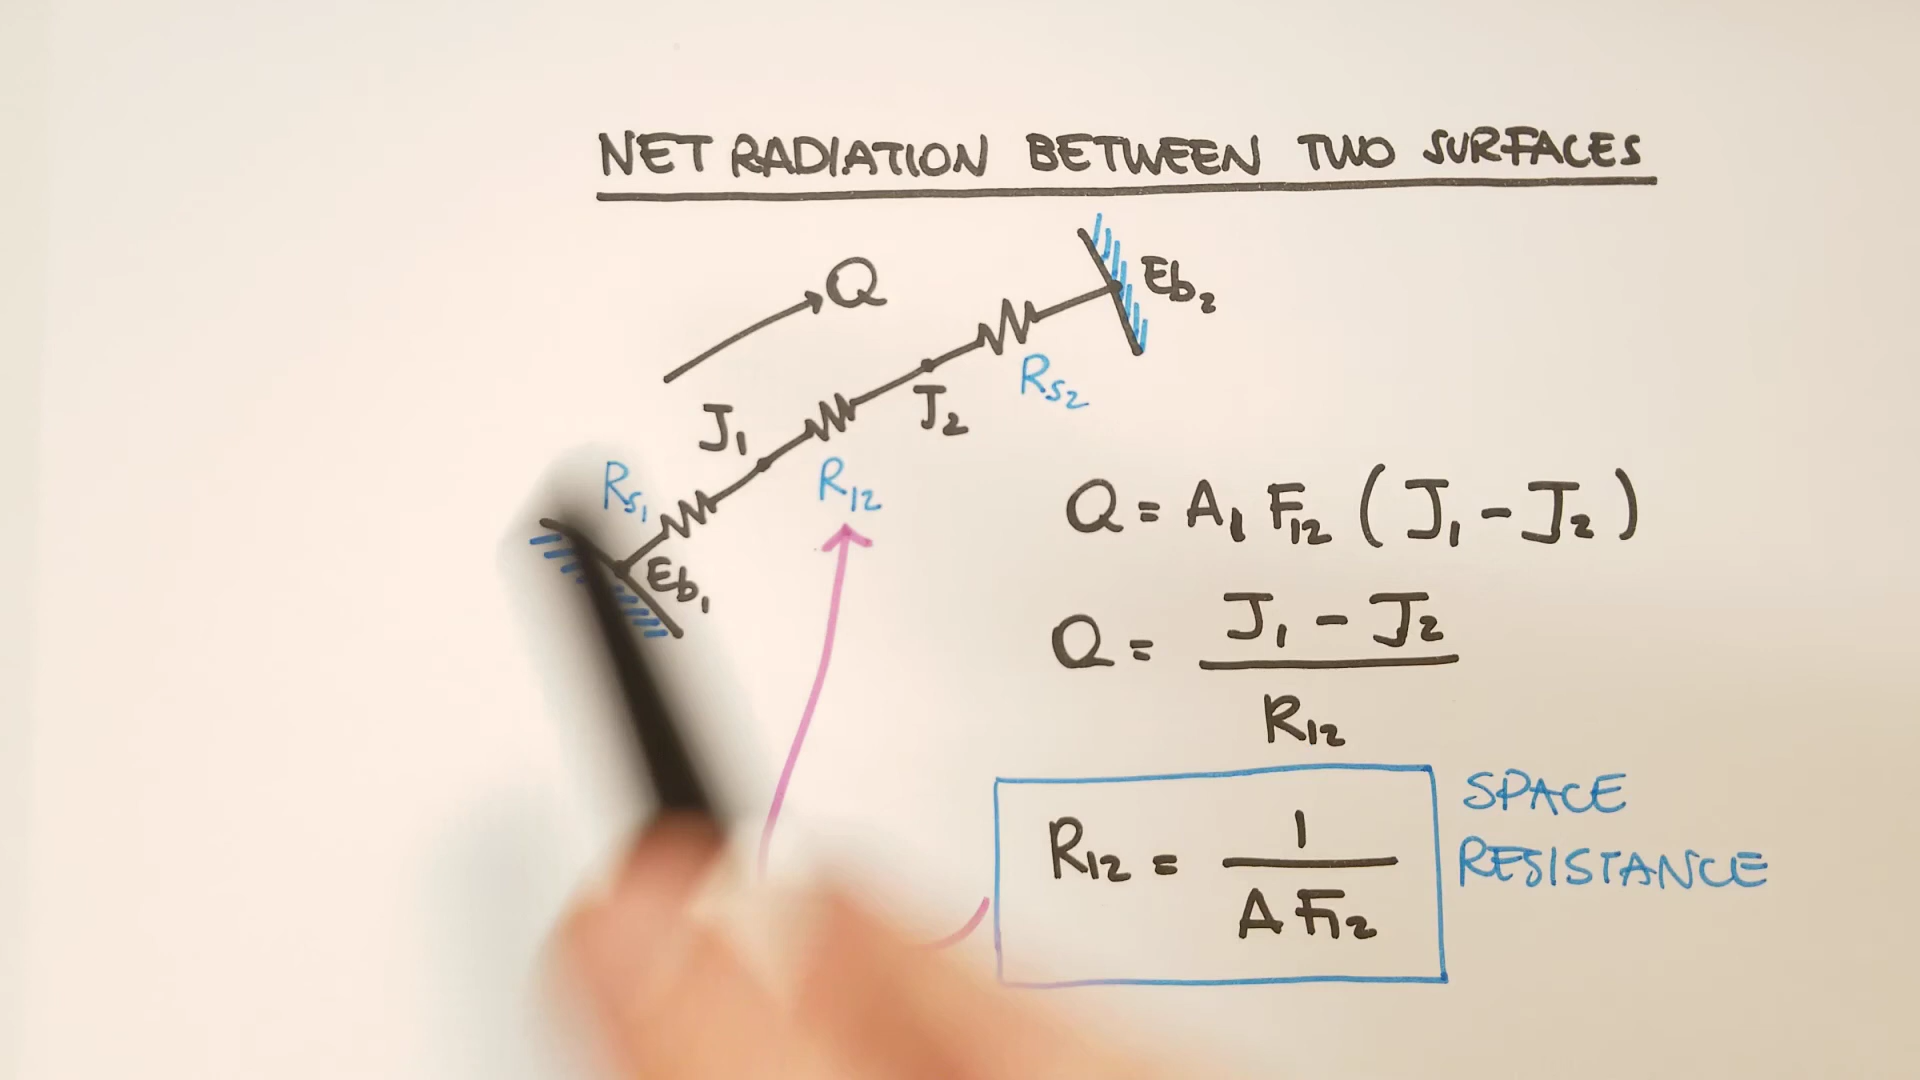 NET RADIATION BETWEEN TWO SURFACES
Q
Eb2
Rs2
J2
J1
R12
Rs1
Eb1
Q = A1 F12 (J1 - J2)
Q = J1 - J2 / R12
R12 = 1 / A F12
SPACE
RESISTANCE